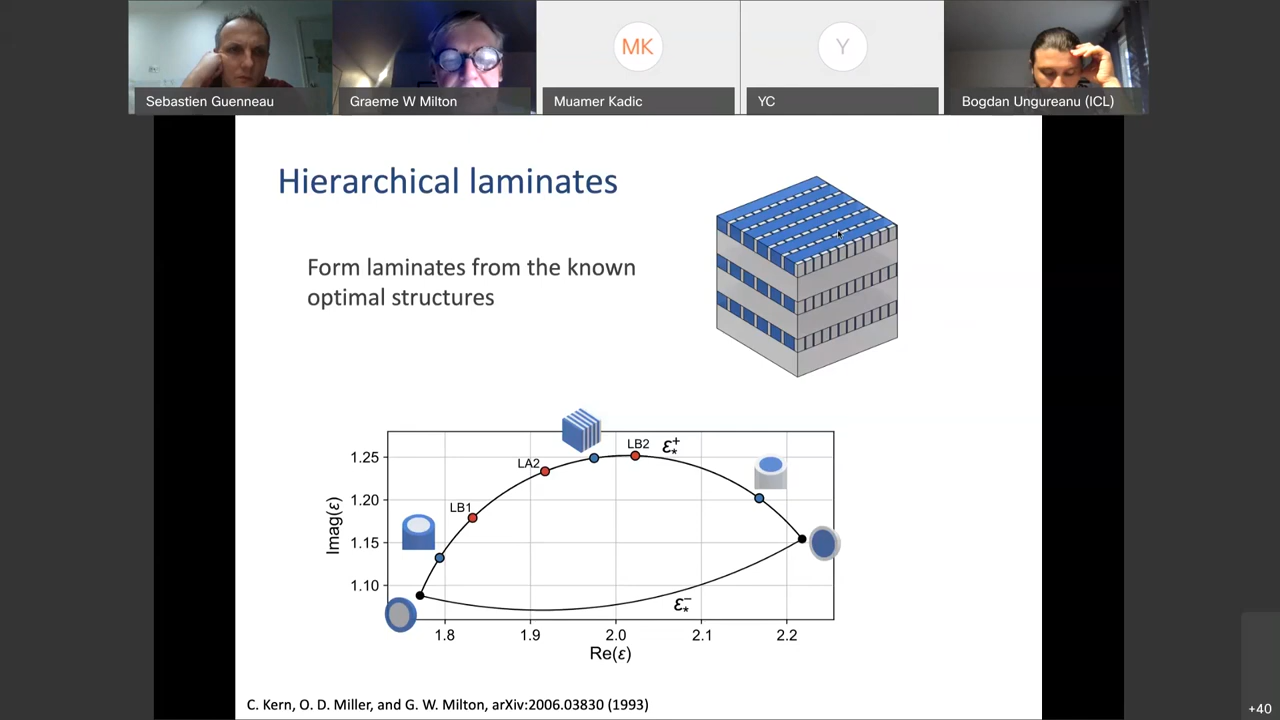 MK
Y
Sebastien Guenneau
Graeme W Milton
Muamer Kadic
YC
Bogdan Ungureanu (ICL)
Hierarchical laminates
Form laminates from the known
optimal structures
LB2
ε*+
1.25
LA2
1.20
LB1
Imag(ε)
1.15
1.10
ε*-
1.8
1.9
2.0
2.1
2.2
Re(ε)
C. Kern, O. D. Miller, and G. W. Milton, arXiv:2006.03830 (1993)
+40